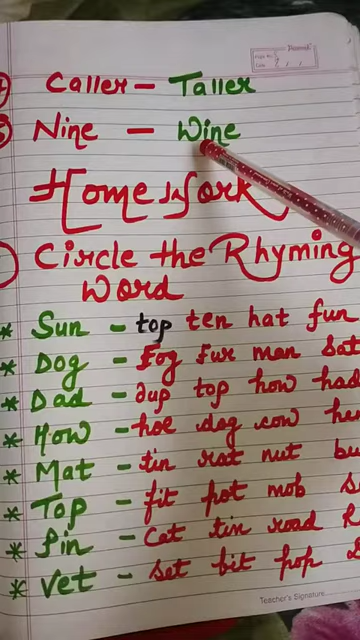 Caller - Taller
Nine - Wine
Home Work
Circle the Rhyming
Word
* Sun - top ten hat fun
* Dog - Fog fur man sat
* Dad - dup top how had
* How - hoe dog cow
* Mat - tin rat nut
* Top - fit pot mob
* Pin - Cat tin road
* Vet - set bit pop
Teacher's Signature